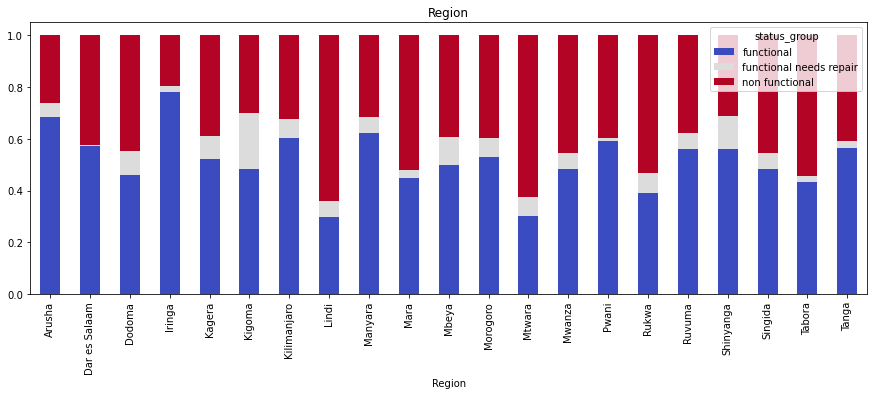 Region
status_group
functional
functional needs repair
non functional
1.0
0.8
0.6
0.4
0.2
0.0
Arusha
Dar es Salaam
Dodoma
Iringa
Kagera
Kigoma
Kilimanjaro
Lindi
Manyara
Mara
Mbeya
Morogoro
Mtwara
Mwanza
Pwani
Rukwa
Ruvuma
Shinyanga
Singida
Tabora
Tanga
Region